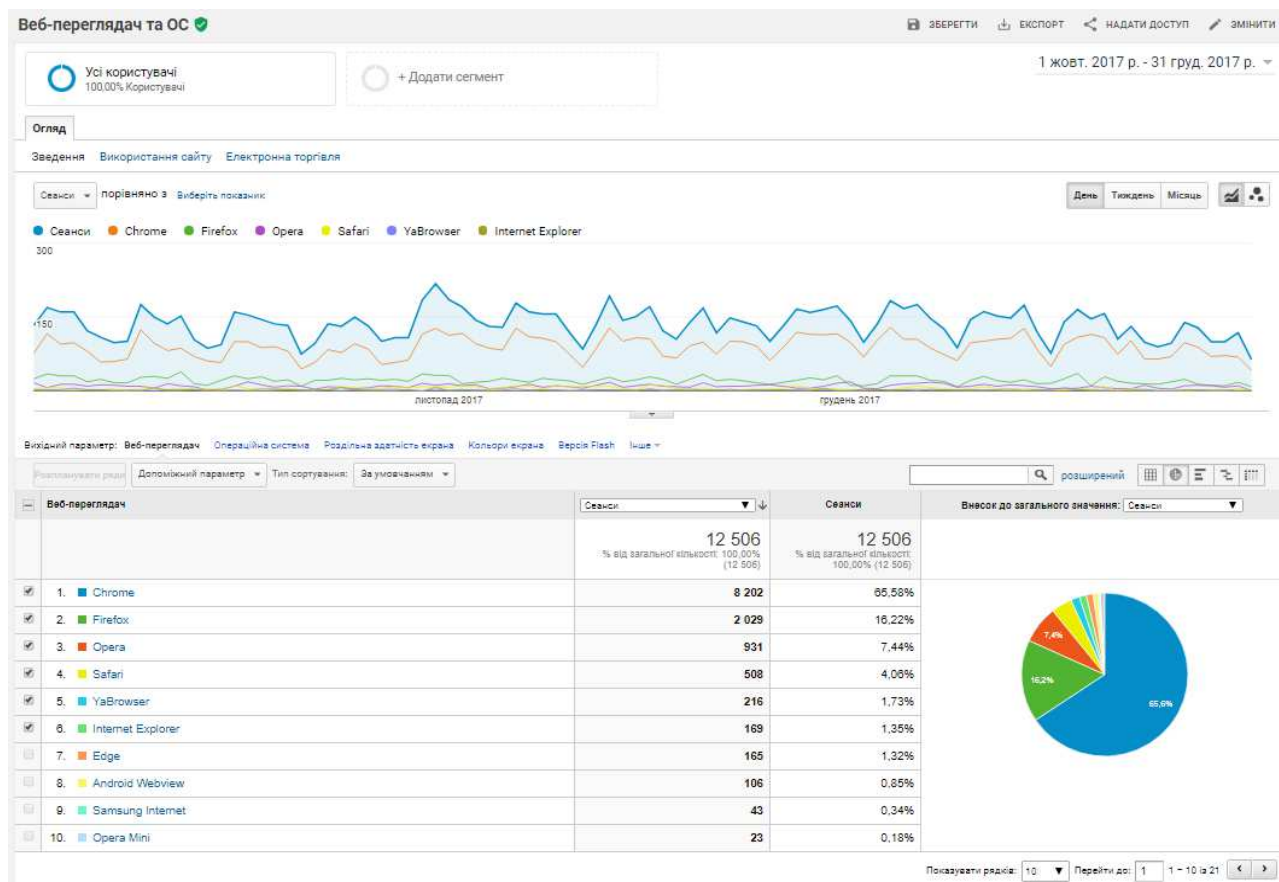 Веб-переглядач та ОС
ЗБЕРЕГТИ ЕКСПОРТ НАДАТИ ДОСТУП ЗМІНИТИ
Усі користувачі
100,00% Користувачі
+ Додати сегмент
1 жовт. 2017 р. - 31 груд. 2017 р.
Огляд
Зведення Використання сайту Електронна торгівля
Сеанси порівняно з Виберіть показник
День Тиждень Місяць
Сеанси Chrome Firefox Opera Safari YaBrowser Internet Explorer
300
150
листопад 2017 грудень 2017
Вихідний параметр: Веб-переглядач Операційна система Роздільна здатність екрана Кольори екрана Версія Flash Інше
Розпланувати ряди Допоміжний параметр Тип сортування: За умовчанням
розширений
Веб-переглядач Сеанси Сеанси Внесок до загального значення: Сеанси
12 506 12 506
% від загальної кількості: 100,00% (12 506) % від загальної кількості: 100,00% (12 506)
1. Chrome 8 202 65,58%
2. Firefox 2 029 16,22%
3. Opera 931 7,44%
4. Safari 508 4,06%
5. YaBrowser 216 1,73%
6. Internet Explorer 169 1,35%
7. Edge 165 1,32%
8. Android Webview 106 0,85%
9. Samsung Internet 43 0,34%
10. Opera Mini 23 0,18%
7,4%
16,2%
65,6%
Показувати рядків: 10 Перейти до: 1 1 – 10 із 21